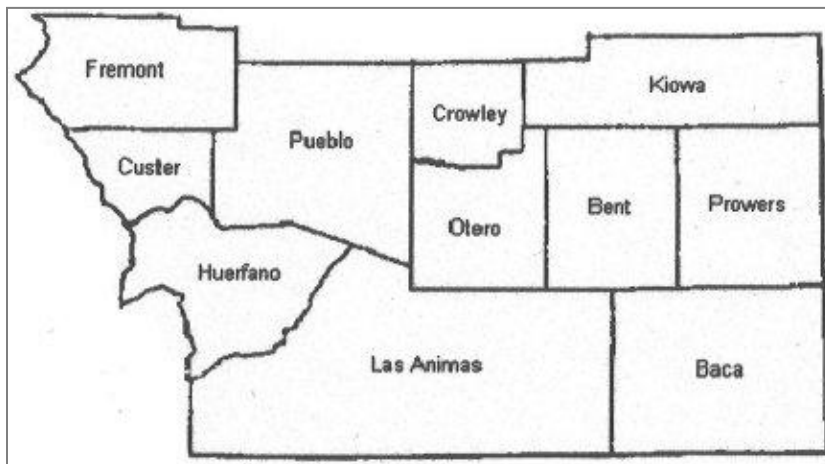 Fremont
Kiowa
Crowley
Pueblo
Custer
Prowers
Bent
Otero
Huerfano
Las Animas
Baca